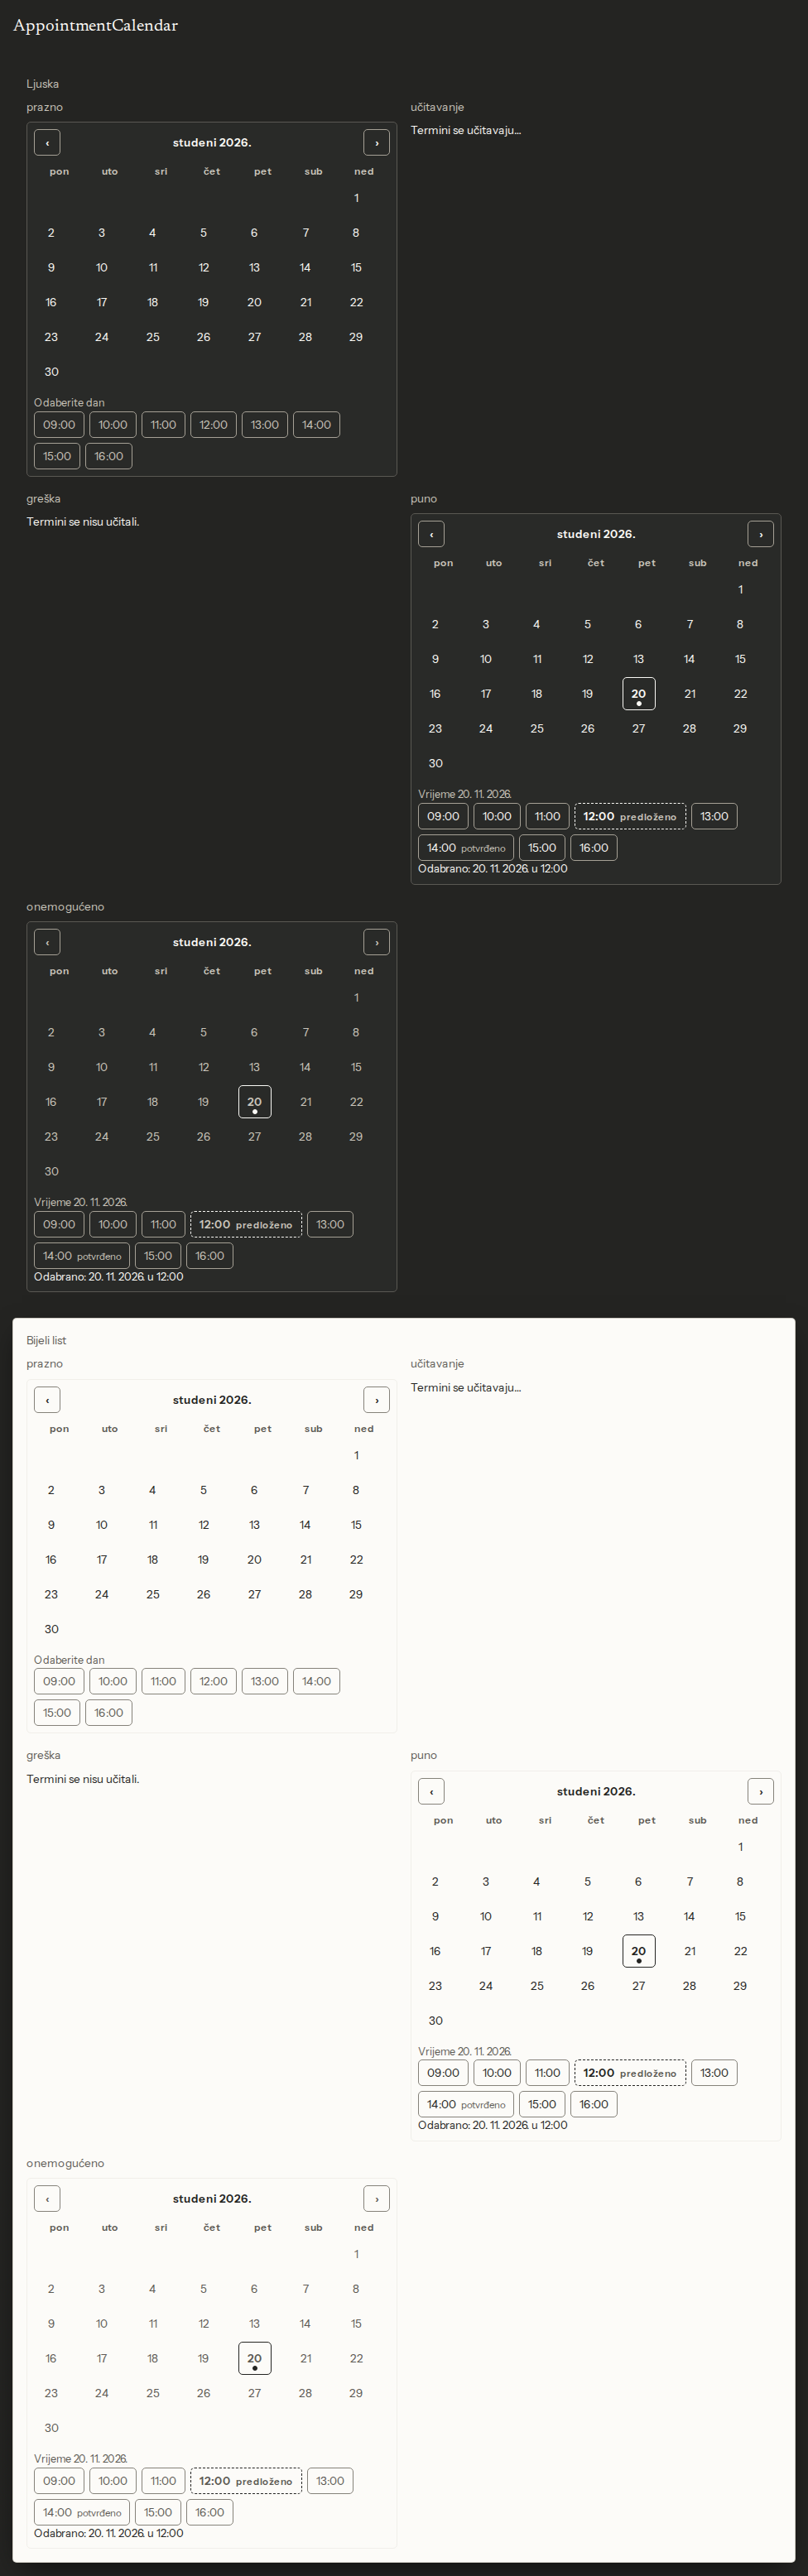 AppointmentCalendar
Ljuska
prazno
‹ studeni 2026. ›
pon uto sri čet pet sub ned
1
2 3 4 5 6 7 8
9 10 11 12 13 14 15
16 17 18 19 20 21 22
23 24 25 26 27 28 29
30
Odaberite dan
09:00 10:00 11:00 12:00 13:00 14:00
15:00 16:00
učitavanje
Termini se učitavaju…
greška
Termini se nisu učitali.
puno
‹ studeni 2026. ›
pon uto sri čet pet sub ned
1
2 3 4 5 6 7 8
9 10 11 12 13 14 15
16 17 18 19 20 21 22
23 24 25 26 27 28 29
30
Vrijeme 20. 11. 2026.
09:00 10:00 11:00 12:00 predloženo 13:00
14:00 potvrđeno 15:00 16:00
Odabrano: 20. 11. 2026. u 12:00
onemogućeno
‹ studeni 2026. ›
pon uto sri čet pet sub ned
1
2 3 4 5 6 7 8
9 10 11 12 13 14 15
16 17 18 19 20 21 22
23 24 25 26 27 28 29
30
Vrijeme 20. 11. 2026.
09:00 10:00 11:00 12:00 predloženo 13:00
14:00 potvrđeno 15:00 16:00
Odabrano: 20. 11. 2026. u 12:00
Bijeli list
prazno
‹ studeni 2026. ›
pon uto sri čet pet sub ned
1
2 3 4 5 6 7 8
9 10 11 12 13 14 15
16 17 18 19 20 21 22
23 24 25 26 27 28 29
30
Odaberite dan
09:00 10:00 11:00 12:00 13:00 14:00
15:00 16:00
učitavanje
Termini se učitavaju…
greška
Termini se nisu učitali.
puno
‹ studeni 2026. ›
pon uto sri čet pet sub ned
1
2 3 4 5 6 7 8
9 10 11 12 13 14 15
16 17 18 19 20 21 22
23 24 25 26 27 28 29
30
Vrijeme 20. 11. 2026.
09:00 10:00 11:00 12:00 predloženo 13:00
14:00 potvrđeno 15:00 16:00
Odabrano: 20. 11. 2026. u 12:00
onemogućeno
‹ studeni 2026. ›
pon uto sri čet pet sub ned
1
2 3 4 5 6 7 8
9 10 11 12 13 14 15
16 17 18 19 20 21 22
23 24 25 26 27 28 29
30
Vrijeme 20. 11. 2026.
09:00 10:00 11:00 12:00 predloženo 13:00
14:00 potvrđeno 15:00 16:00
Odabrano: 20. 11. 2026. u 12:00